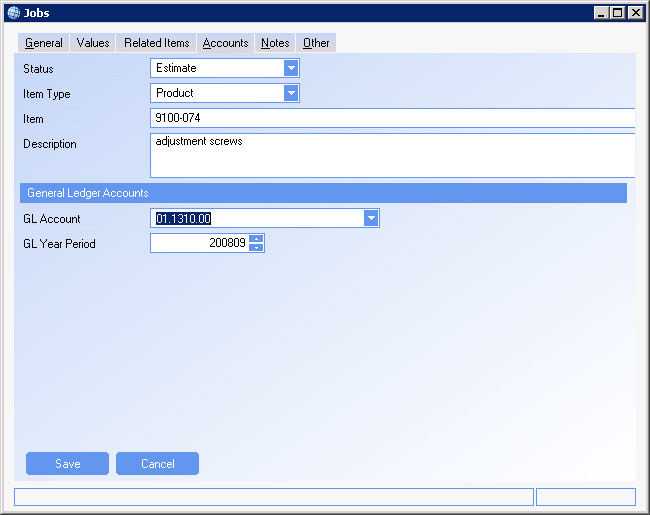 Jobs
General Values Related Items Accounts Notes Other
Status Estimate
Item Type Product
Item 9100-074
Description adjustment screws
General Ledger Accounts
GL Account 01.1310.00
GL Year Period 200809
Save Cancel